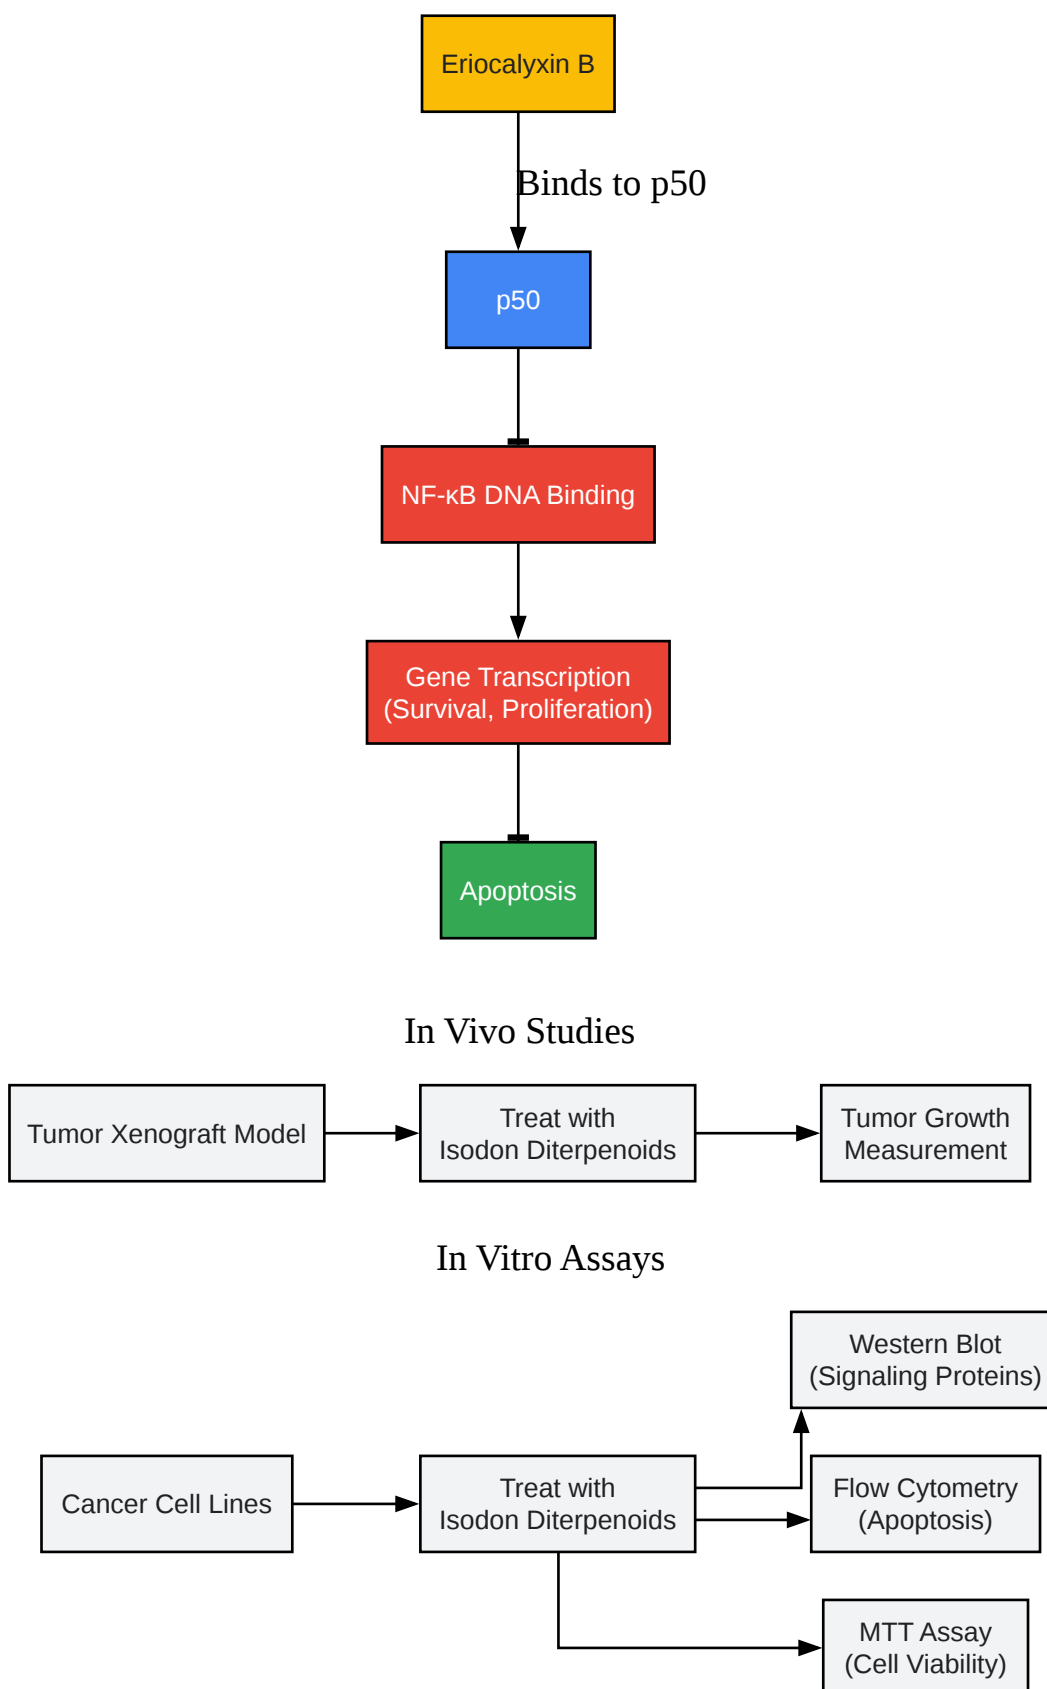 Eriocalyxin B
Binds to p50
p50
NF-κB DNA Binding
Gene Transcription
(Survival, Proliferation)
Apoptosis
In Vivo Studies
Tumor Xenograft Model
Treat with
Isodon Diterpenoids
Tumor Growth
Measurement
In Vitro Assays
Western Blot
(Signaling Proteins)
Cancer Cell Lines
Treat with
Isodon Diterpenoids
Flow Cytometry
(Apoptosis)
MTT Assay
(Cell Viability)